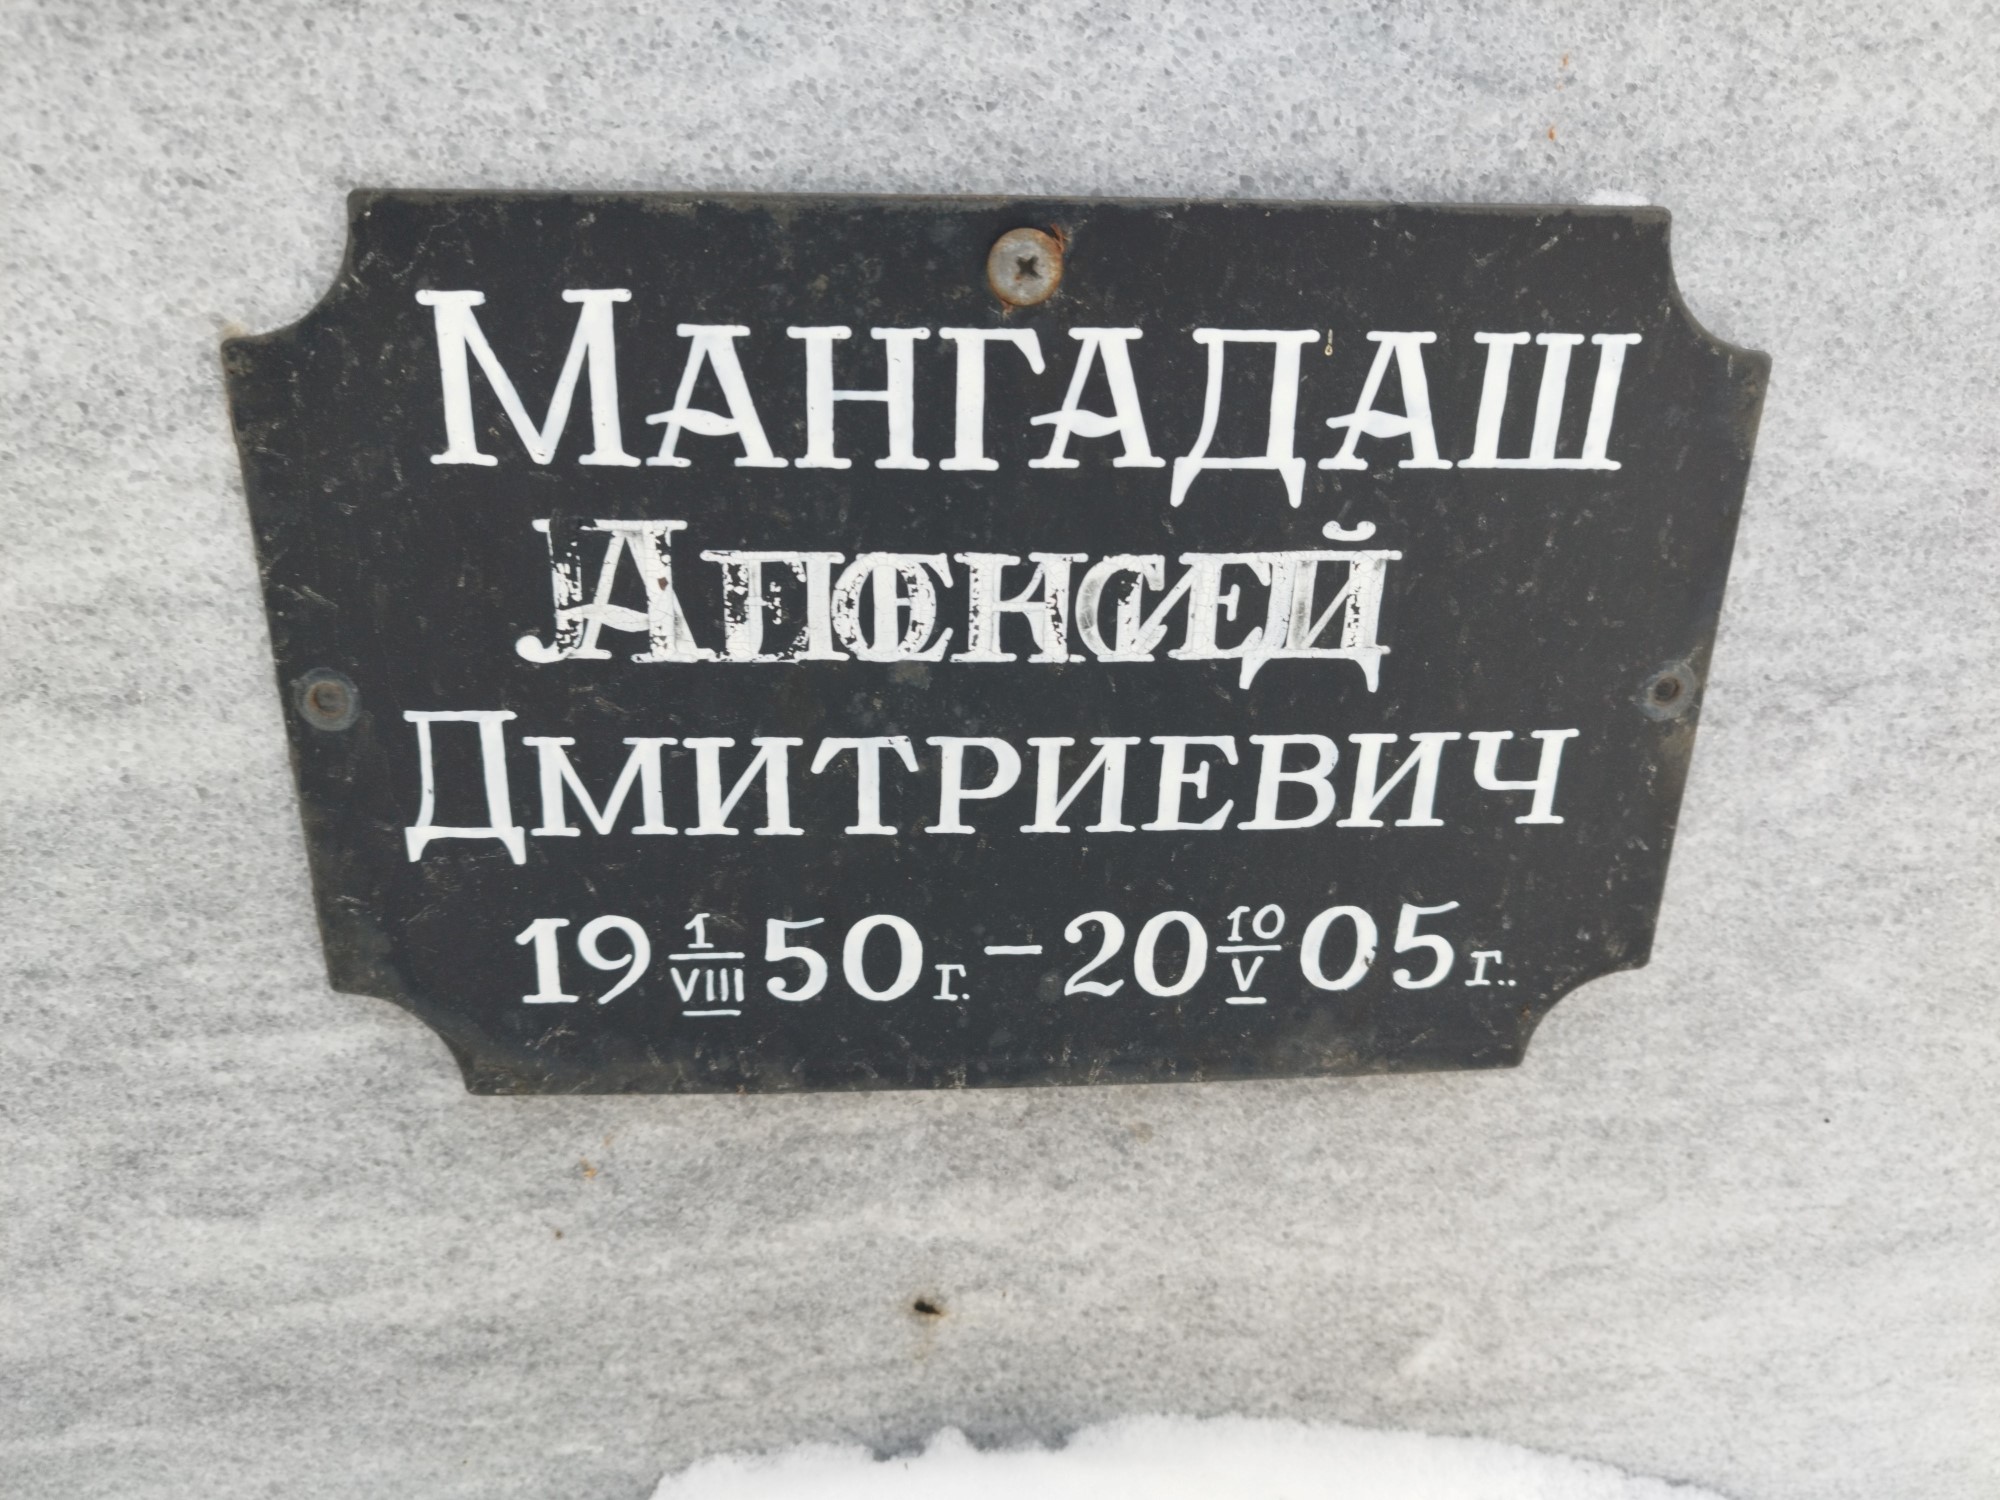 МАНГАДАШ
АЛЕКСЕЙ
ДМИТРИЕВИЧ
19 1/VIII 50 г. – 20 10/V 05 г..